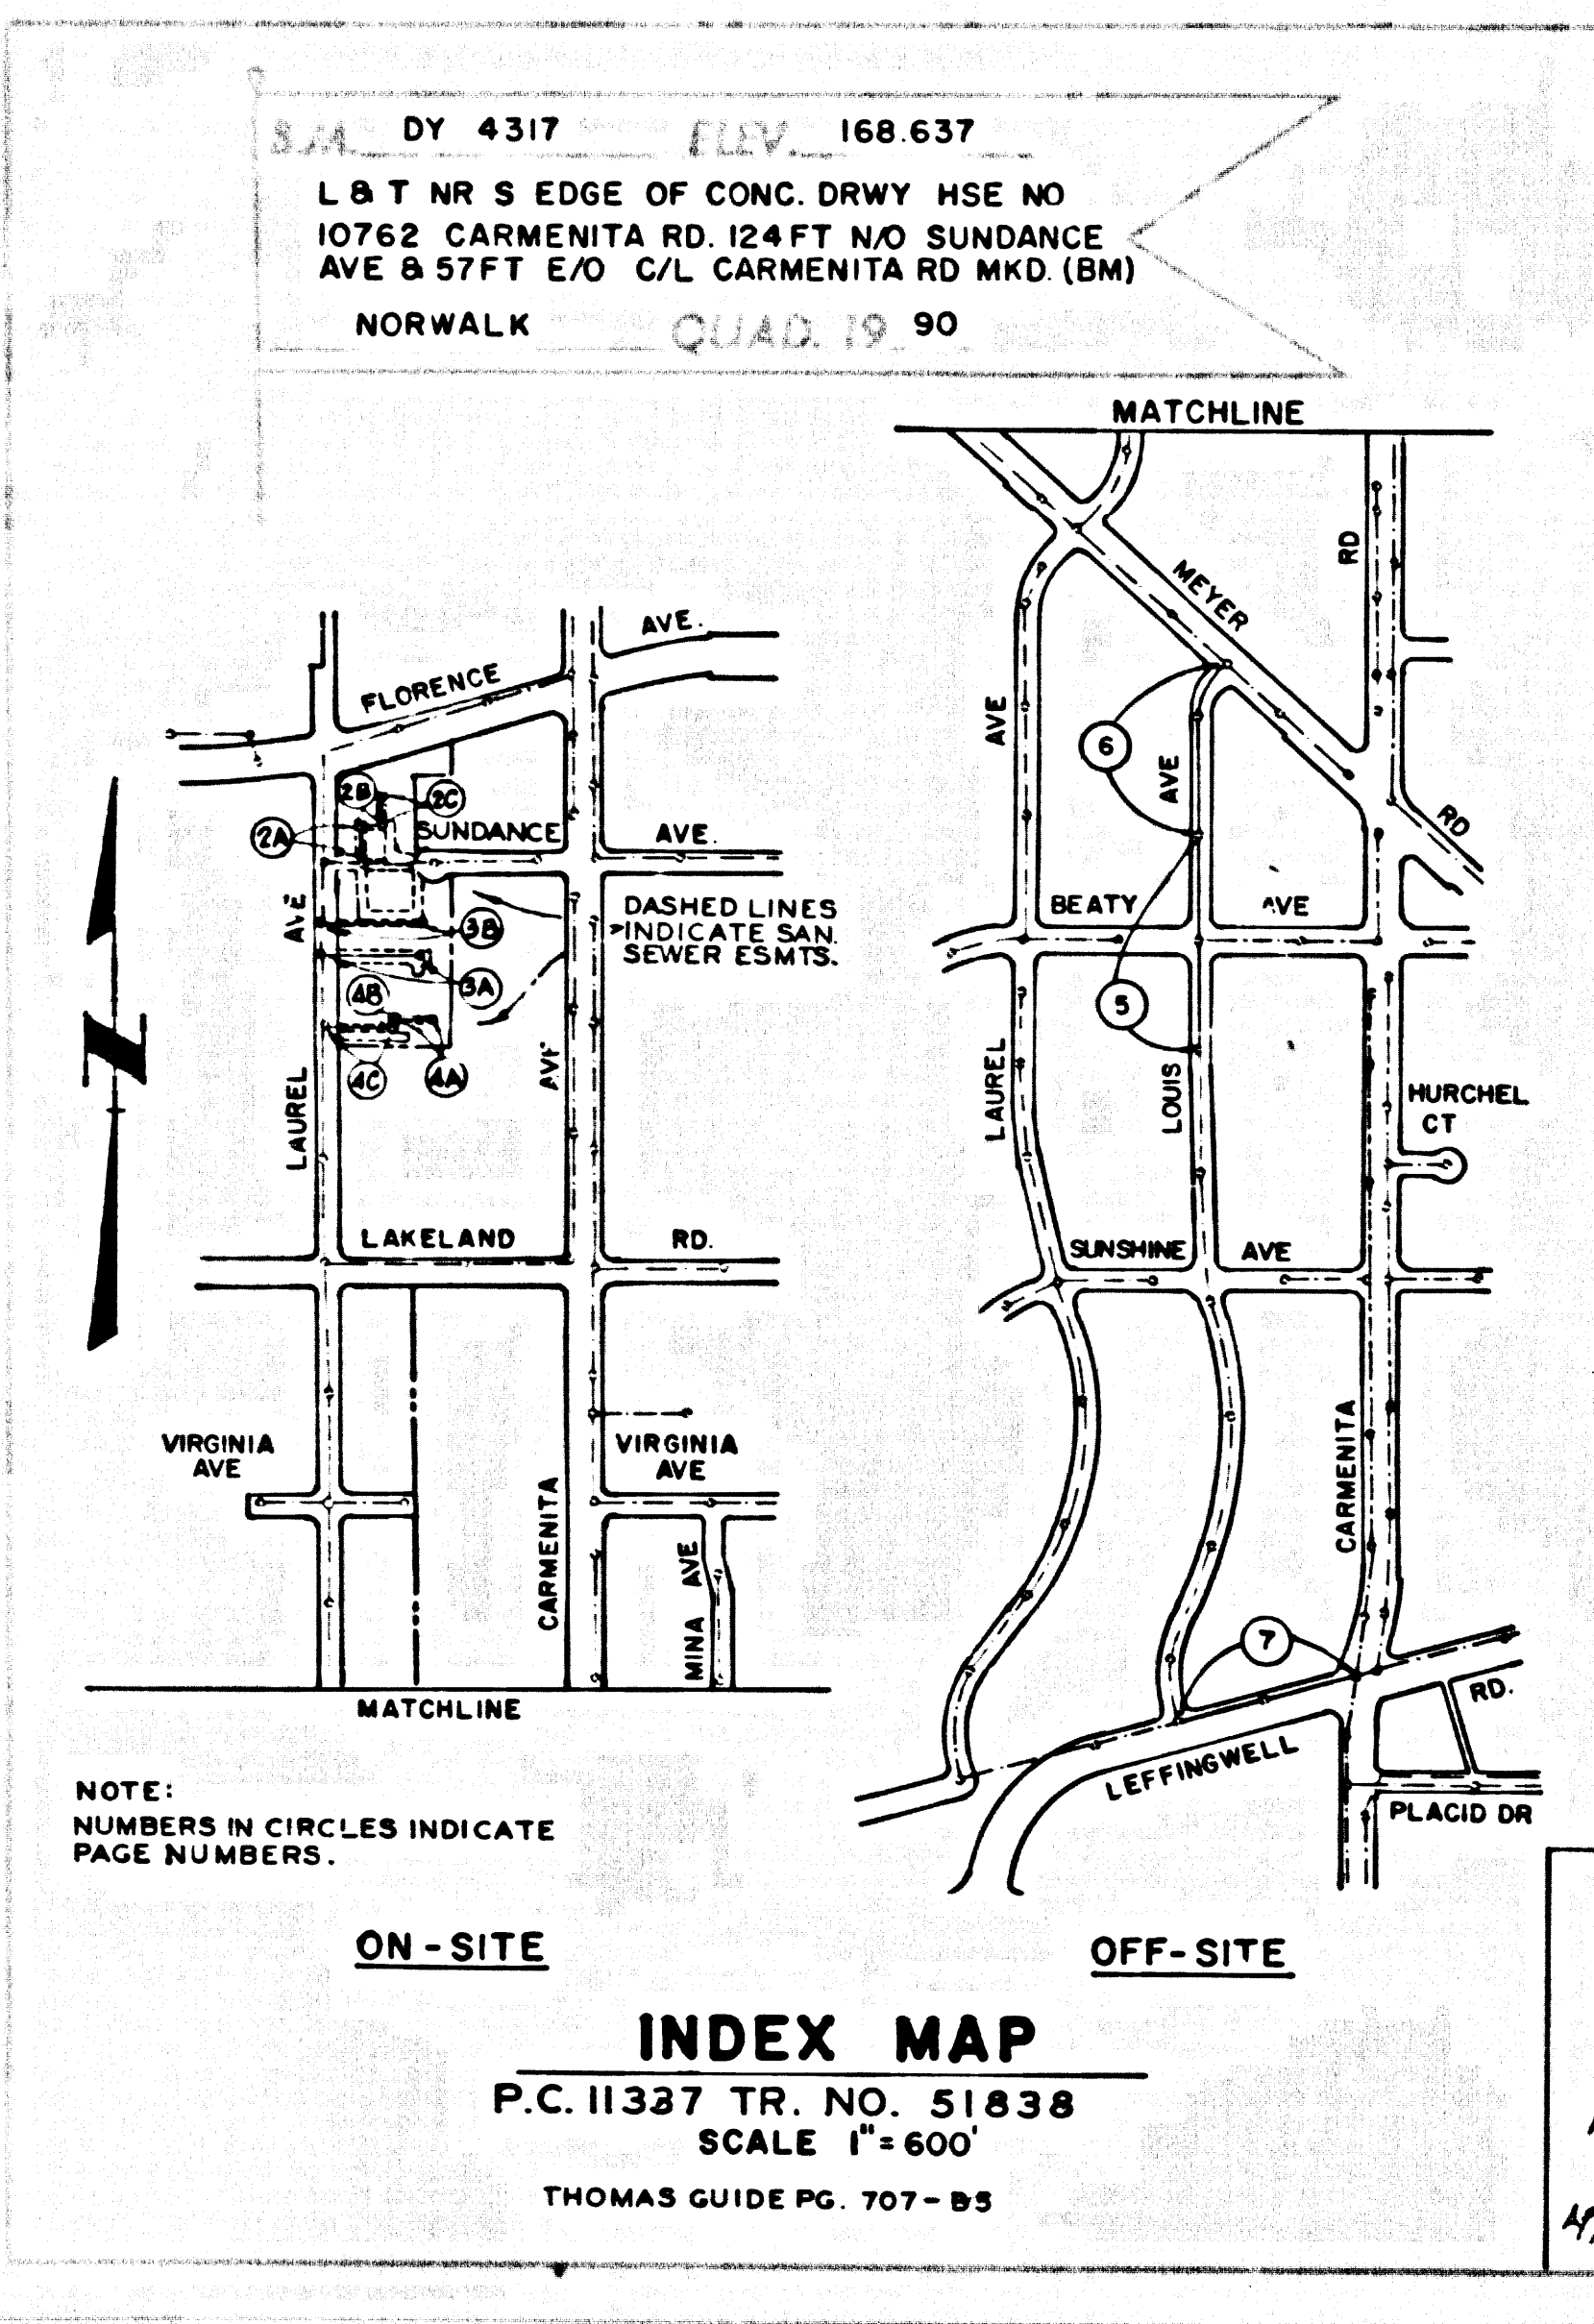 B.M. DY 4317 ELEV. 168.637
L & T NR S EDGE OF CONC. DRWY HSE NO
10762 CARMENITA RD. 124 FT N/O SUNDANCE
AVE & 57 FT E/O C/L CARMENITA RD MKD. (BM)
NORWALK QUAD. 19 90
MATCHLINE
RD
MEYER
AVE.
FLORENCE
AVE
6
AVE
2B
2C
2A
SUNDANCE
AVE.
RD
AVE
DASHED LINES
INDICATE SAN.
SEWER ESMTS.
BEATY
AVE
3B
3A
4B
5
4C
4A
AVE
LAUREL
LAUREL
LOUIS
HURCHEL
CT
LAKELAND
RD.
SUNSHINE
AVE
VIRGINIA
AVE
VIRGINIA
AVE
CARMENITA
CARMENITA
MINA AVE
7
RD.
MATCHLINE
LEFFINGWELL
PLACID DR
NOTE:
NUMBERS IN CIRCLES INDICATE
PAGE NUMBERS.
ON-SITE
OFF-SITE
INDEX MAP
P.C. 11337 TR. NO. 51838
SCALE 1"=600'
THOMAS GUIDE PG. 707-B5